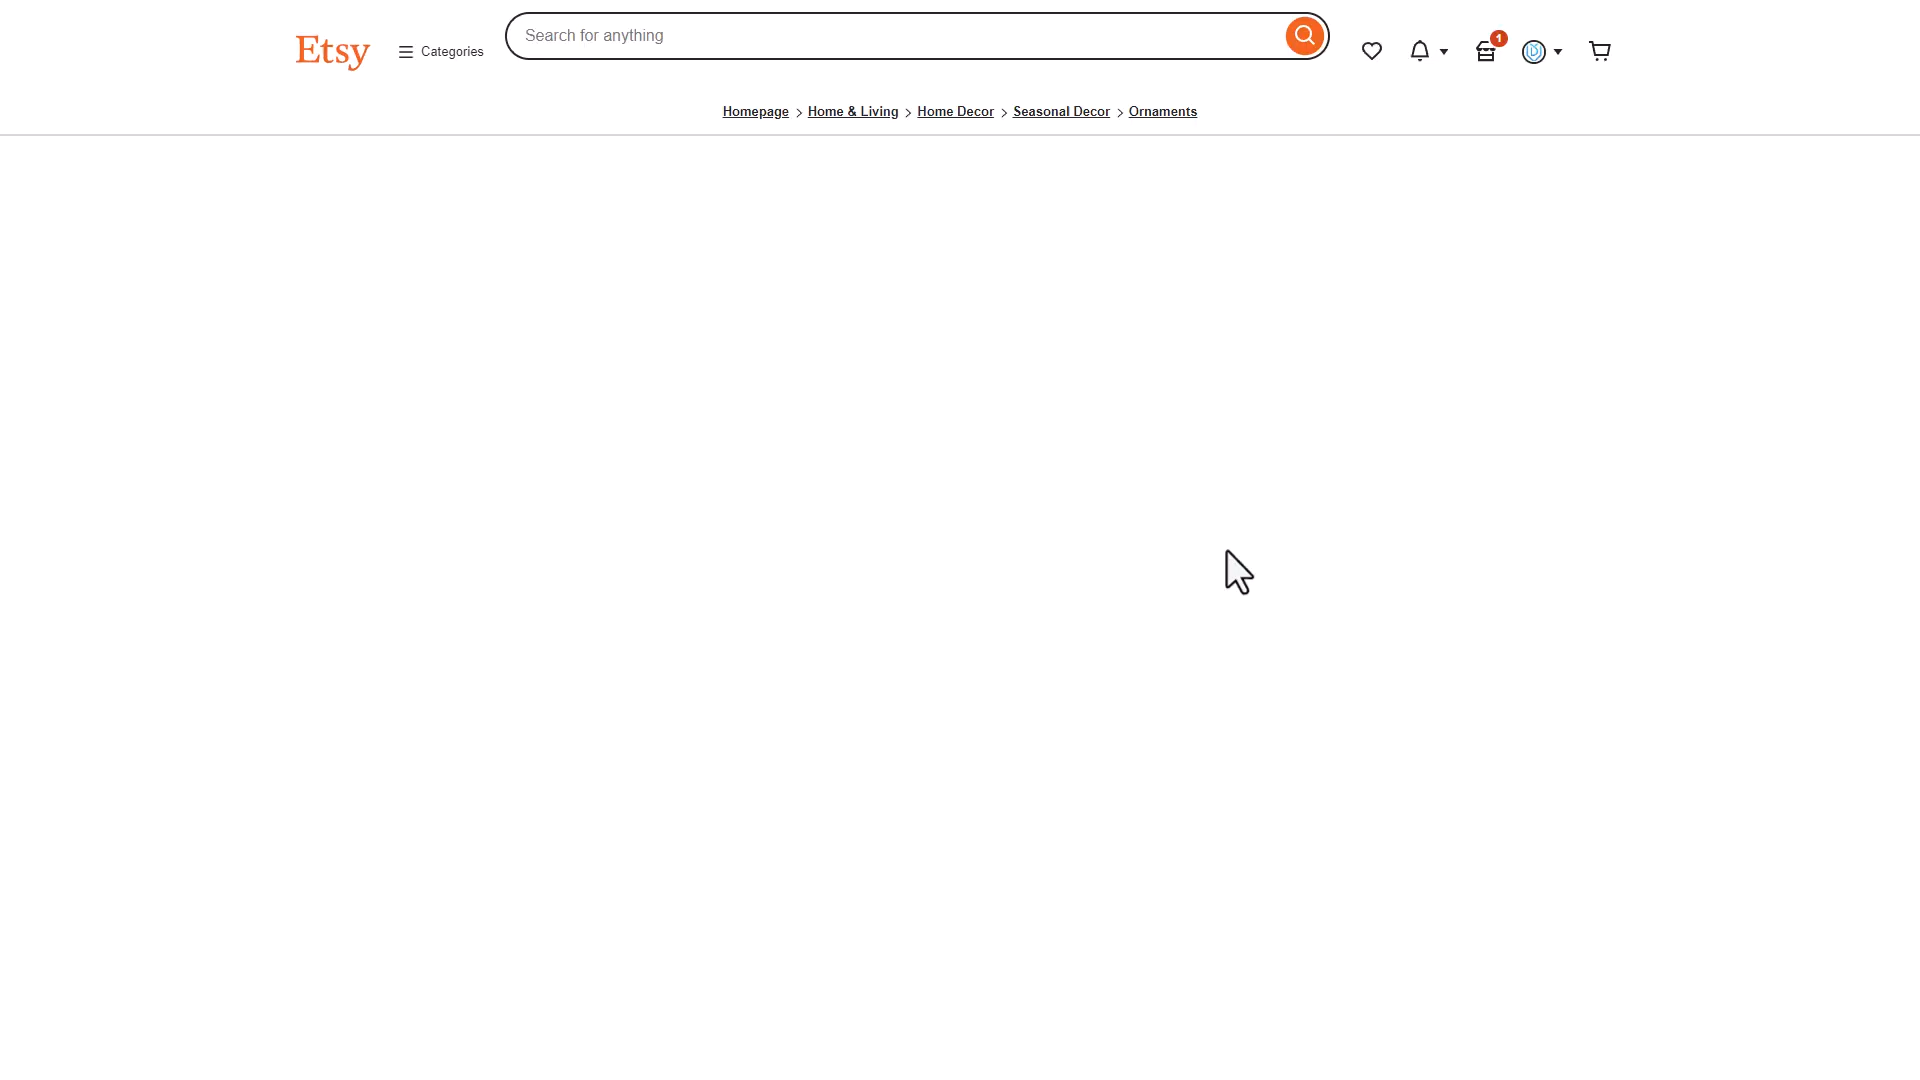 Etsy
Categories
Search for anything
1
Homepage > Home & Living > Home Decor > Seasonal Decor > Ornaments